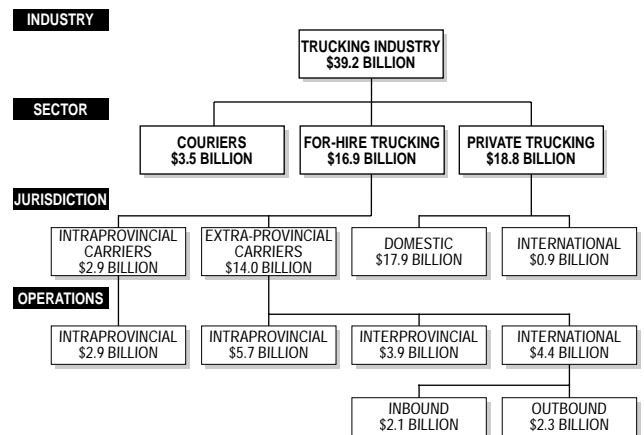 INDUSTRY
TRUCKING INDUSTRY
$39.2 BILLION
SECTOR
COURIERS
$3.5 BILLION
FOR-HIRE TRUCKING
$16.9 BILLION
PRIVATE TRUCKING
$18.8 BILLION
JURISDICTION
INTRAPROVINCIAL
CARRIERS
$2.9 BILLION
EXTRA-PROVINCIAL
CARRIERS
$14.0 BILLION
DOMESTIC
$17.9 BILLION
INTERNATIONAL
$0.9 BILLION
OPERATIONS
INTRAPROVINCIAL
$2.9 BILLION
INTRAPROVINCIAL
$5.7 BILLION
INTERPROVINCIAL
$3.9 BILLION
INTERNATIONAL
$4.4 BILLION
INBOUND
$2.1 BILLION
OUTBOUND
$2.3 BILLION